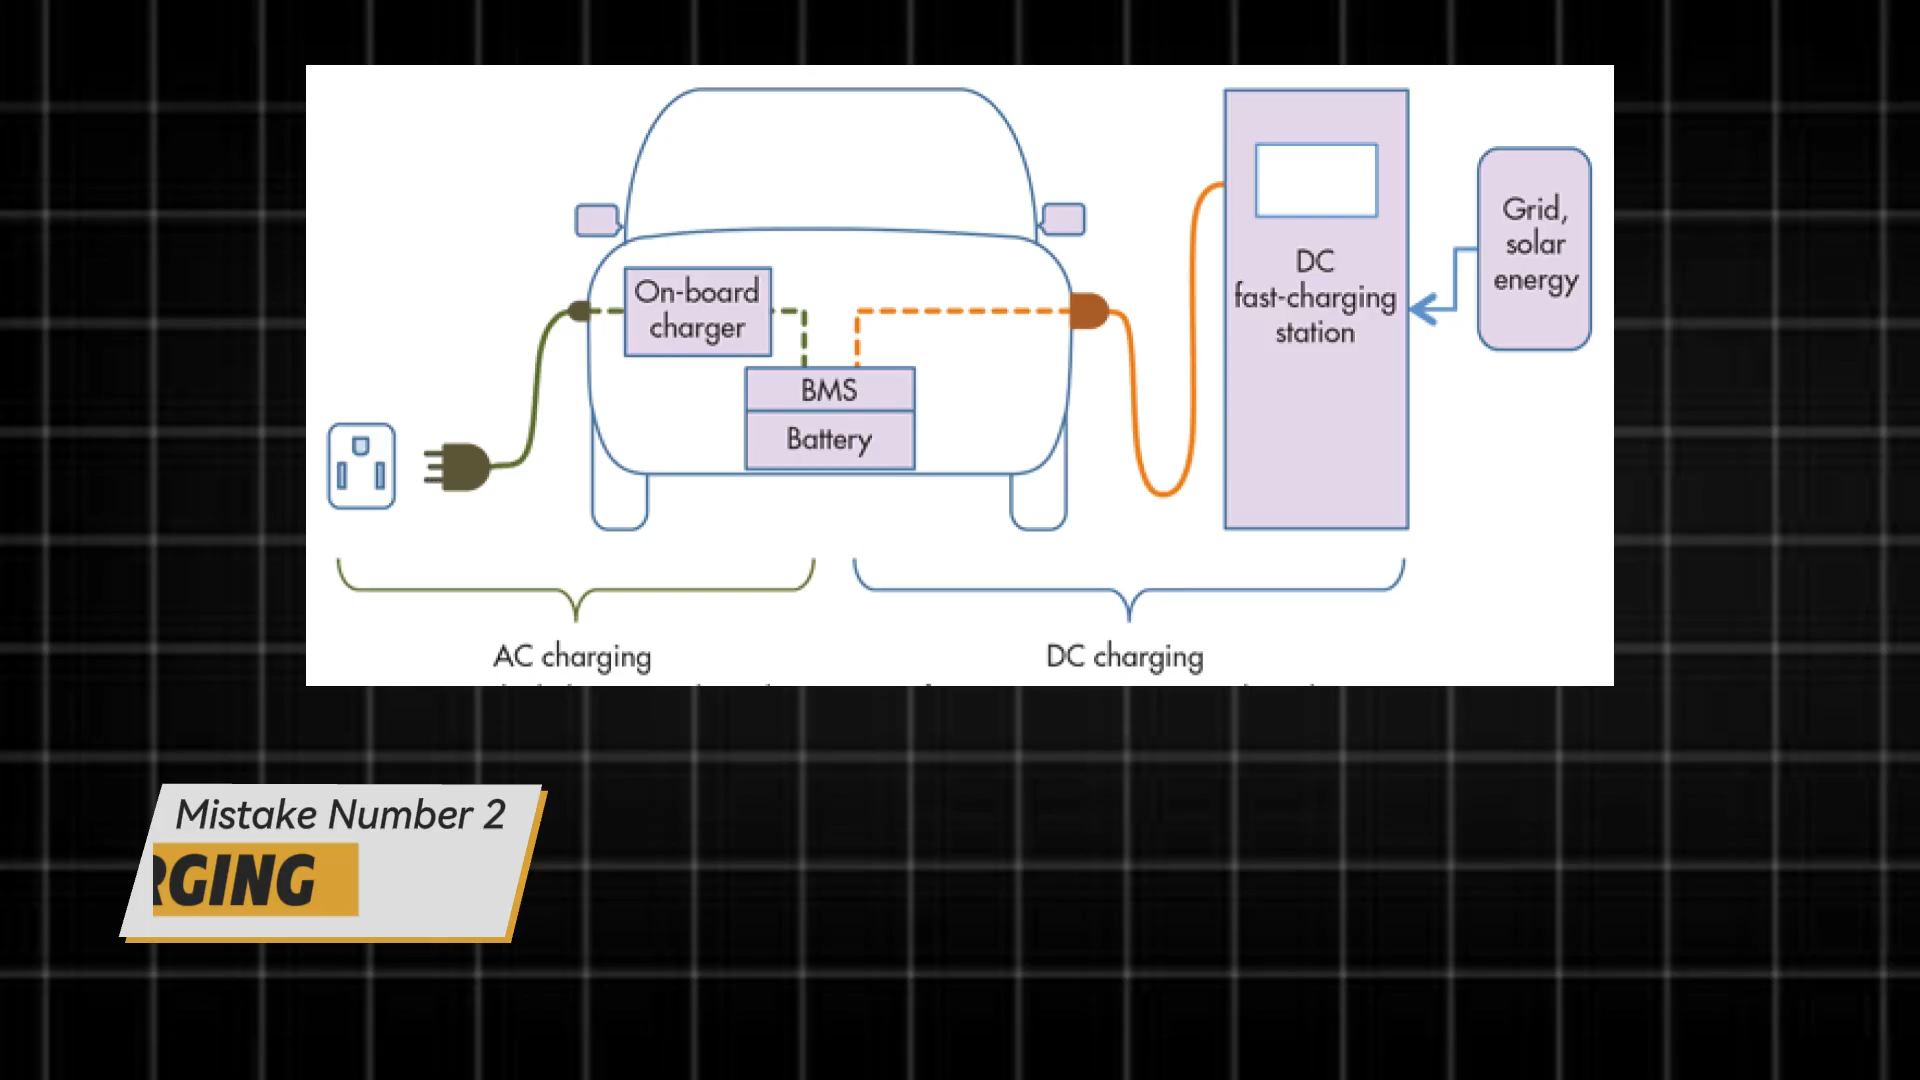 On-board
charger
BMS
Battery
DC
fast-charging
station
Grid,
solar
energy
AC charging
DC charging
Mistake Number 2
RGING